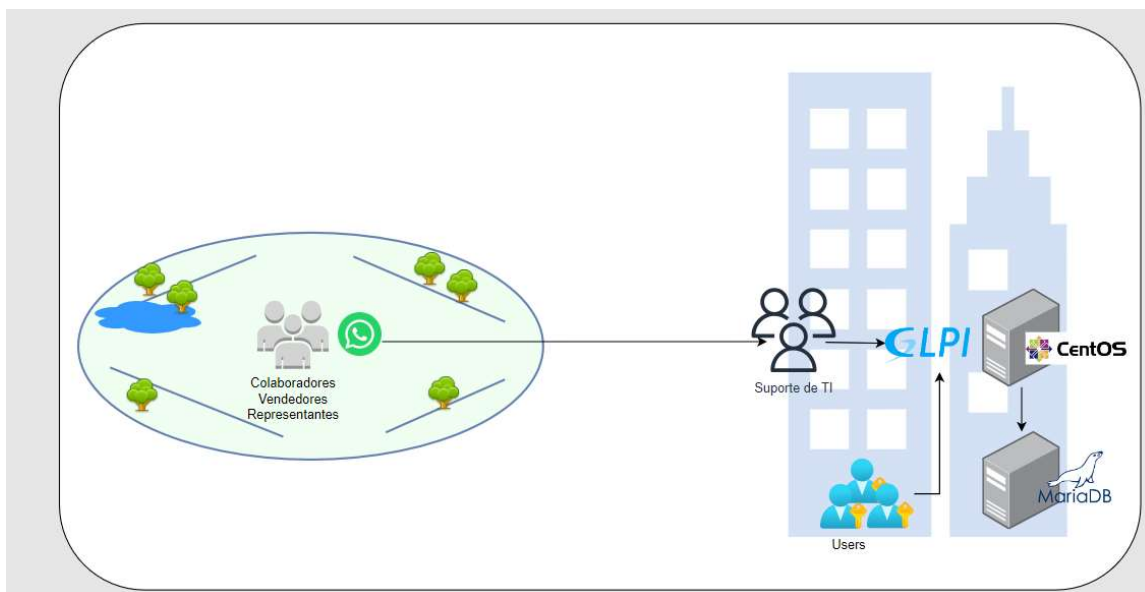 Colaboradores
Vendedores
Representantes
Suporte de TI
GLPI
CentOS
MariaDB
Users